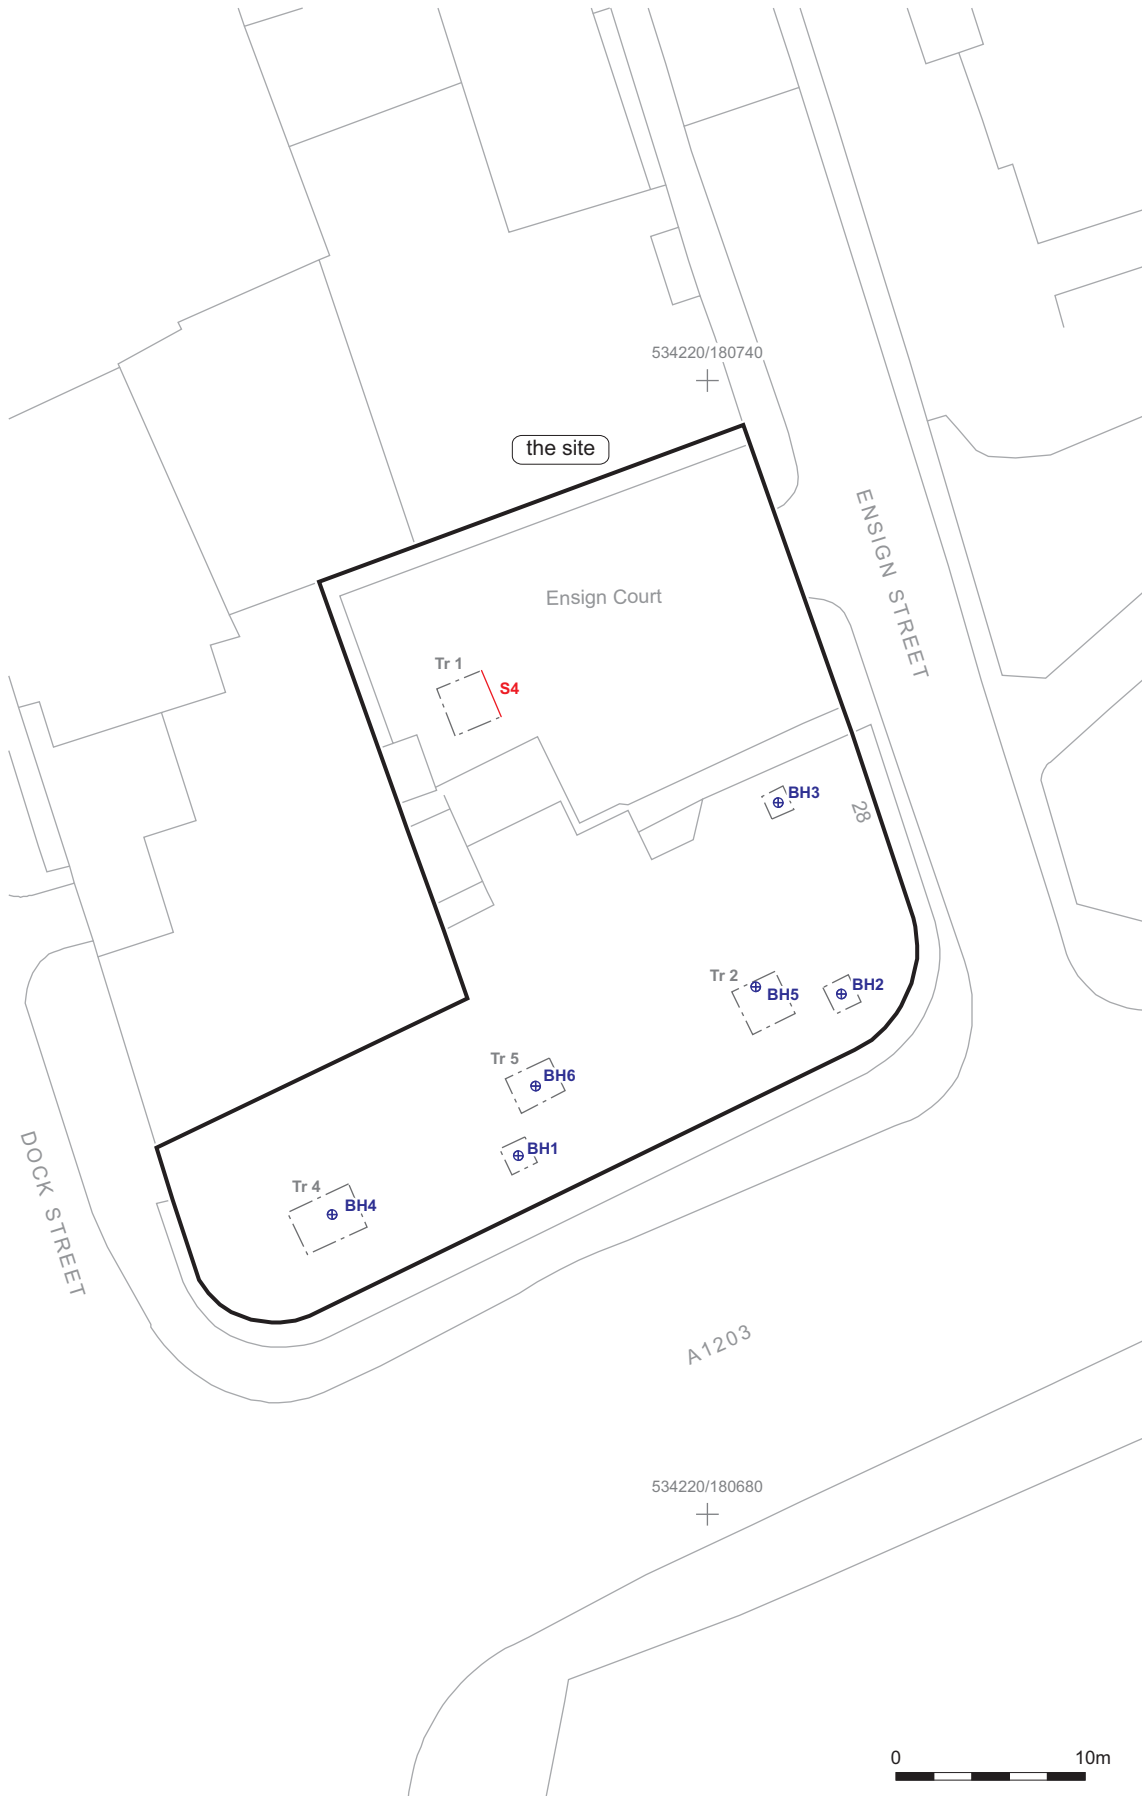 534220/180740
the site
ENSIGN STREET
Ensign Court
Tr 1
S4
BH3
28
Tr 2
BH5
BH2
Tr 5
BH6
BH1
Tr 4
BH4
DOCK STREET
A1203
534220/180680
0 10m